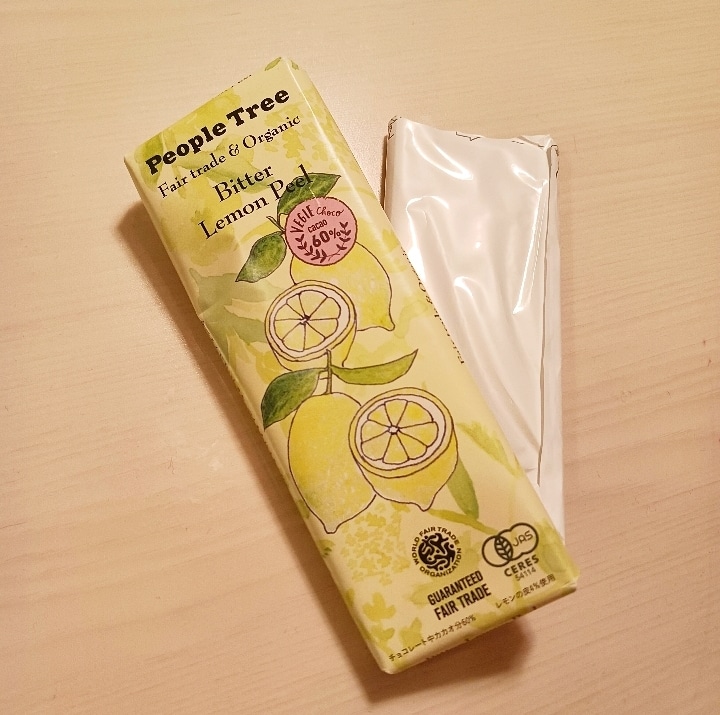 People Tree
Fair trade & Organic
Bitter
Lemon Peel
VEGIE Choco
cacao
60%
WORLD FAIR TRADE ORGANIZATION
GUARANTEED
FAIR TRADE
JAS
CERES
54114
チョコレート中カカオ分60%
レモンの皮4%使用